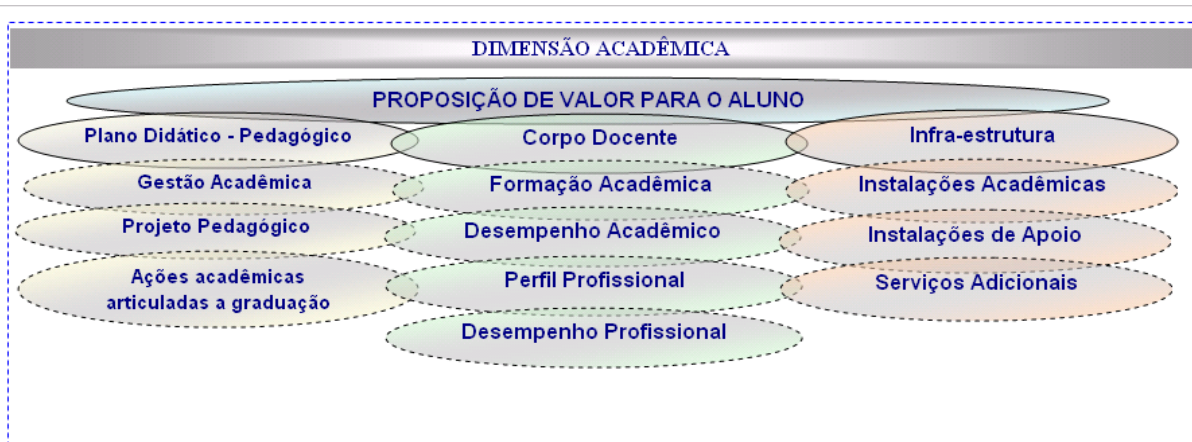 DIMENSÃO ACADÊMICA
PROPOSIÇÃO DE VALOR PARA O ALUNO
Plano Didático - Pedagógico
Gestão Acadêmica
Projeto Pedagógico
Ações acadêmicas
articuladas a graduação
Corpo Docente
Formação Acadêmica
Desempenho Acadêmico
Perfil Profissional
Desempenho Profissional
Infra-estrutura
Instalações Acadêmicas
Instalações de Apoio
Serviços Adicionais